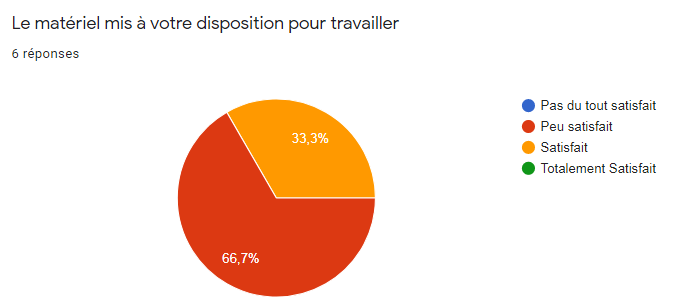 Le matériel mis à votre disposition pour travailler
6 réponses
33,3%
66,7%
Pas du tout satisfait
Peu satisfait
Satisfait
Totalement Satisfait